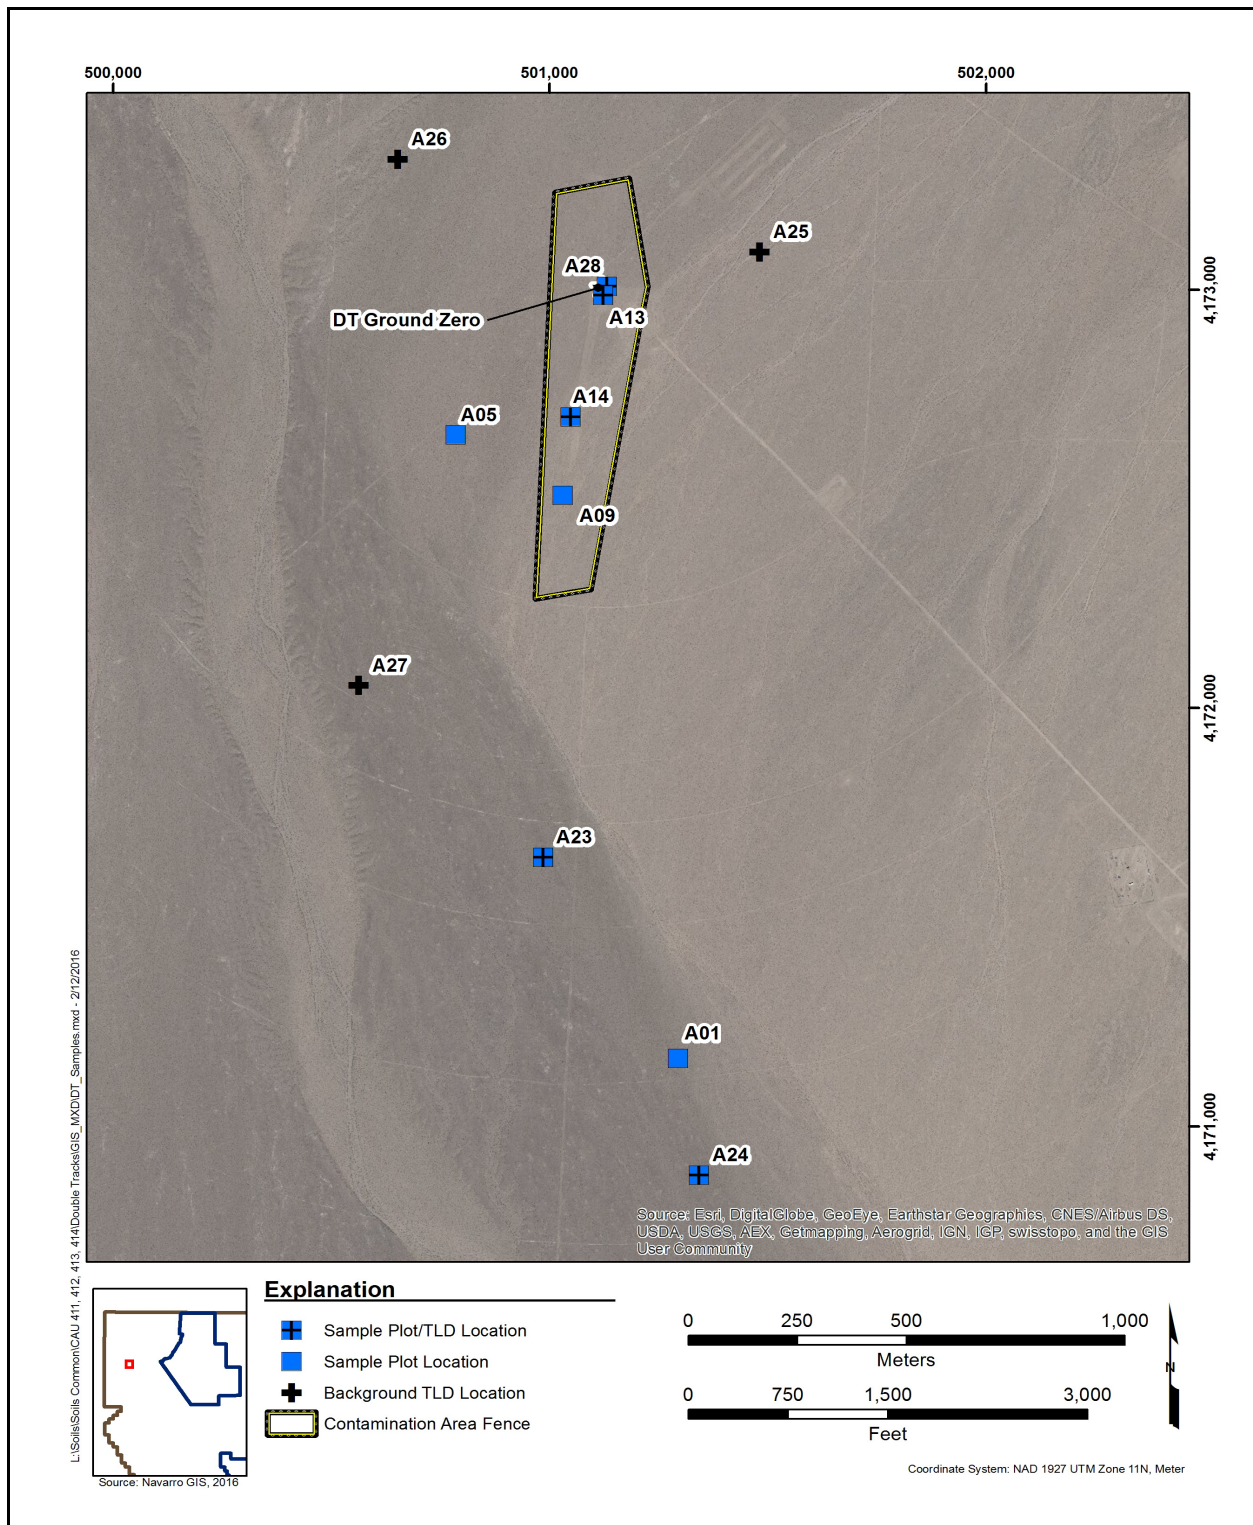 500,000
501,000
502,000
A26
A25
A28
4,173,000
DT Ground Zero
A13
A14
A05
A09
A27
4,172,000
A23
A01
4,171,000
A24
Source: Esri, DigitalGlobe, GeoEye, Earthstar Geographics, CNES/Airbus DS,
USDA, USGS, AEX, Getmapping, Aerogrid, IGN, IGP, swisstopo, and the GIS
User Community
L:\Soils\Soils Common\CAU 411, 412, 413, 414\Double Tracks\GIS_MXD\DT_Samples.mxd - 2/12/2016
Explanation
Sample Plot/TLD Location
Sample Plot Location
Background TLD Location
Contamination Area Fence
Source: Navarro GIS, 2016
0 250 500 1,000
Meters
0 750 1,500 3,000
Feet
N
Coordinate System: NAD 1927 UTM Zone 11N, Meter